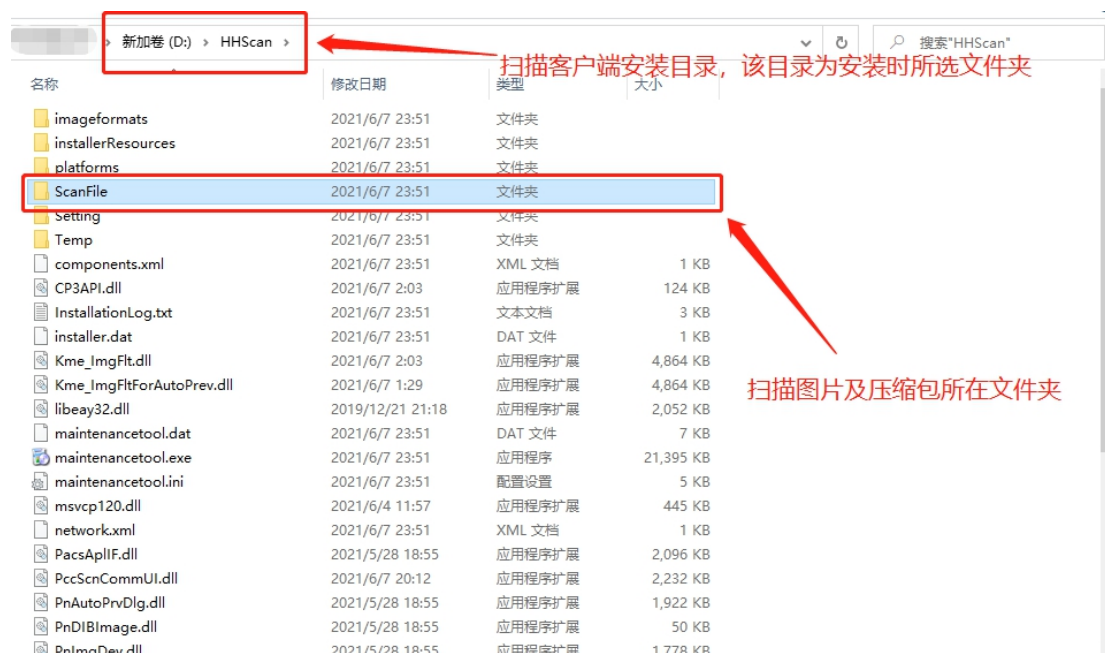 新加卷 (D:) › HHScan ›
搜索"HHScan"
扫描客户端安装目录，该目录为安装时所选文件夹
名称 修改日期 类型 大小
imageformats 2021/6/7 23:51 文件夹
installerResources 2021/6/7 23:51 文件夹
platforms 2021/6/7 23:51 文件夹
ScanFile 2021/6/7 23:51 文件夹
Setting 2021/6/7 23:51 文件夹
Temp 2021/6/7 23:51 文件夹
components.xml 2021/6/7 23:51 XML 文档 1 KB
CP3API.dll 2021/6/7 2:03 应用程序扩展 124 KB
InstallationLog.txt 2021/6/7 23:51 文本文档 3 KB
installer.dat 2021/6/7 23:51 DAT 文件 1 KB
Kme_ImgFlt.dll 2021/6/7 2:03 应用程序扩展 4,864 KB
Kme_ImgFltForAutoPrev.dll 2021/6/7 1:29 应用程序扩展 4,864 KB
扫描图片及压缩包所在文件夹
libeay32.dll 2019/12/21 21:18 应用程序扩展 2,052 KB
maintenancetool.dat 2021/6/7 23:51 DAT 文件 7 KB
maintenancetool.exe 2021/6/7 23:51 应用程序 21,395 KB
maintenancetool.ini 2021/6/7 23:51 配置设置 5 KB
msvcp120.dll 2021/6/4 11:57 应用程序扩展 445 KB
network.xml 2021/6/7 23:51 XML 文档 1 KB
PacsAplIF.dll 2021/5/28 18:55 应用程序扩展 2,096 KB
PccScnCommUI.dll 2021/6/7 20:12 应用程序扩展 2,232 KB
PnAutoPrvDlg.dll 2021/5/28 18:55 应用程序扩展 1,922 KB
PnDIBImage.dll 2021/5/28 18:55 应用程序扩展 50 KB
PnImgDev.dll 2021/5/28 18:55 应用程序扩展 1,778 KB